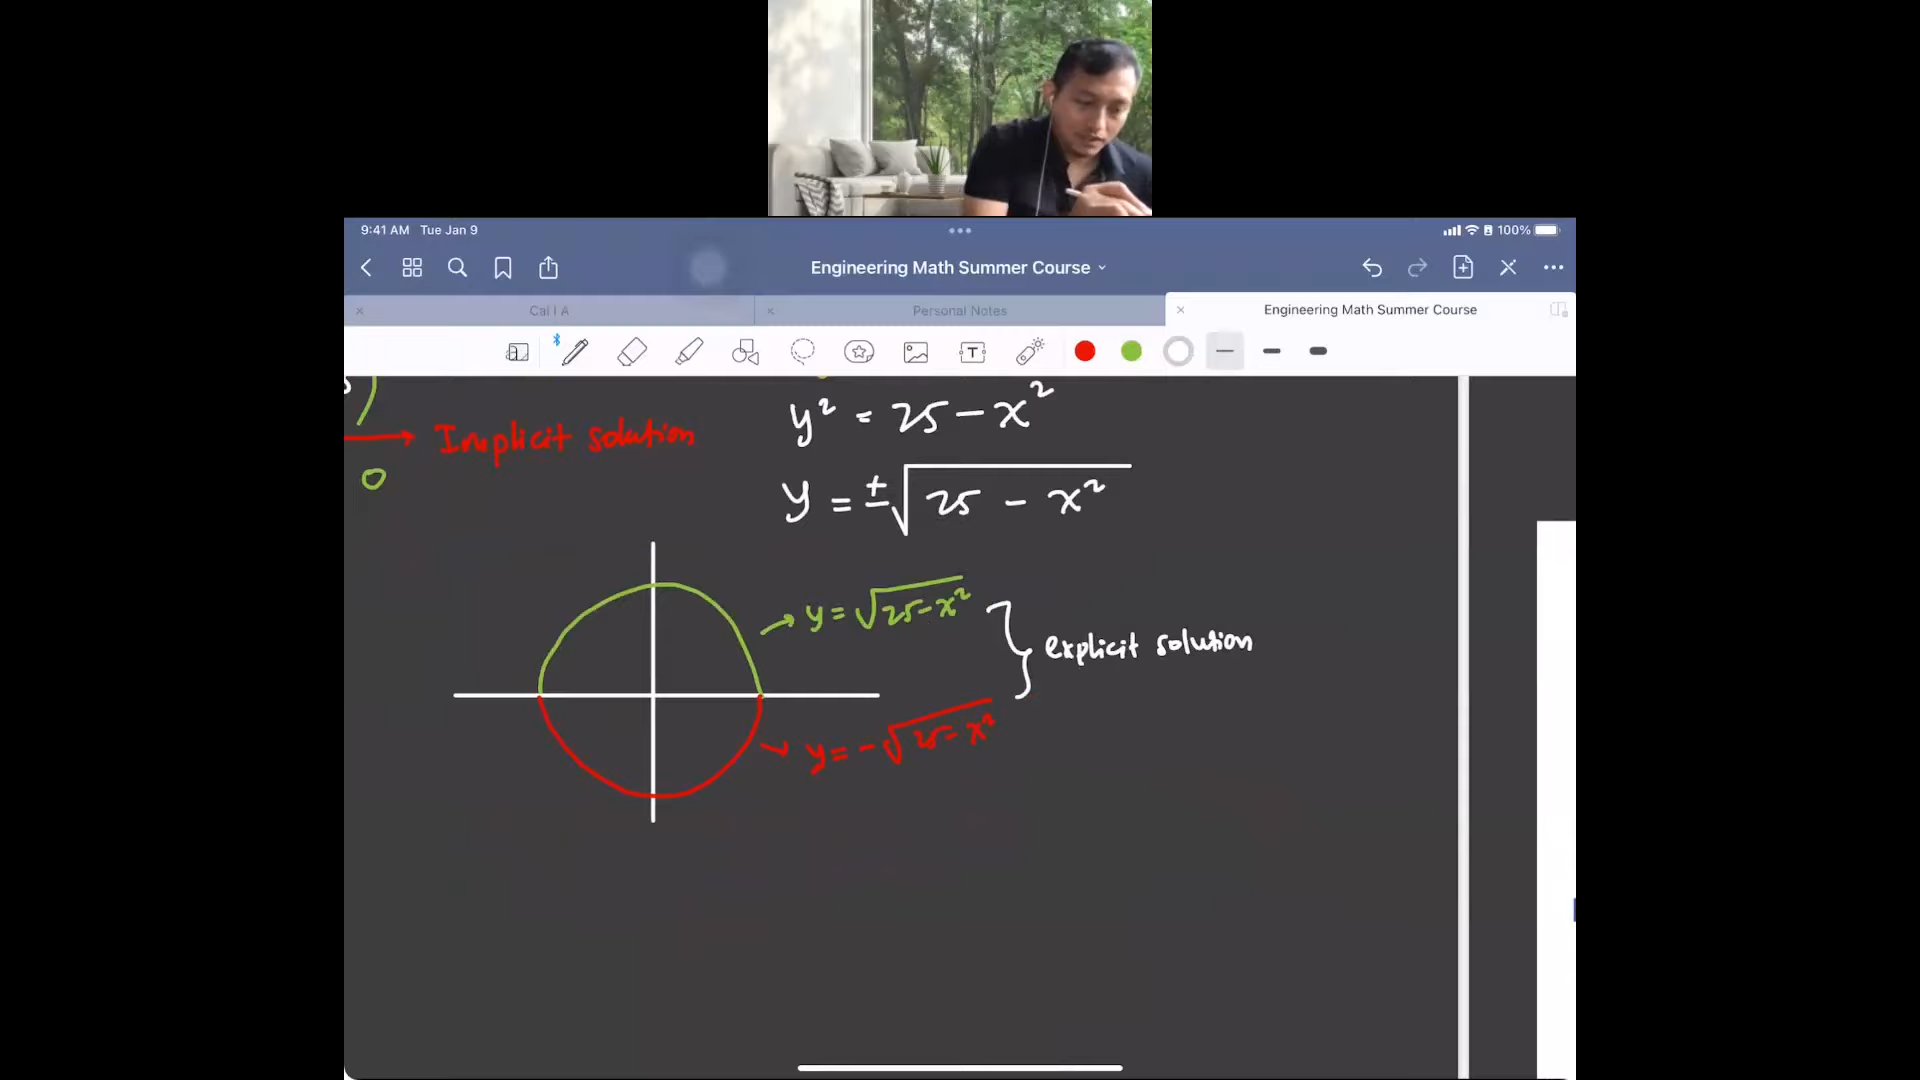 9:41 AM Tue Jan 9
100%
Engineering Math Summer Course
Cal I A
Personal Notes
Engineering Math Summer Course
y² = 25 - x²
Implicit solution
0
y = ±√25 - x²
y = √25-x²
explicit solution
y = -√25-x²